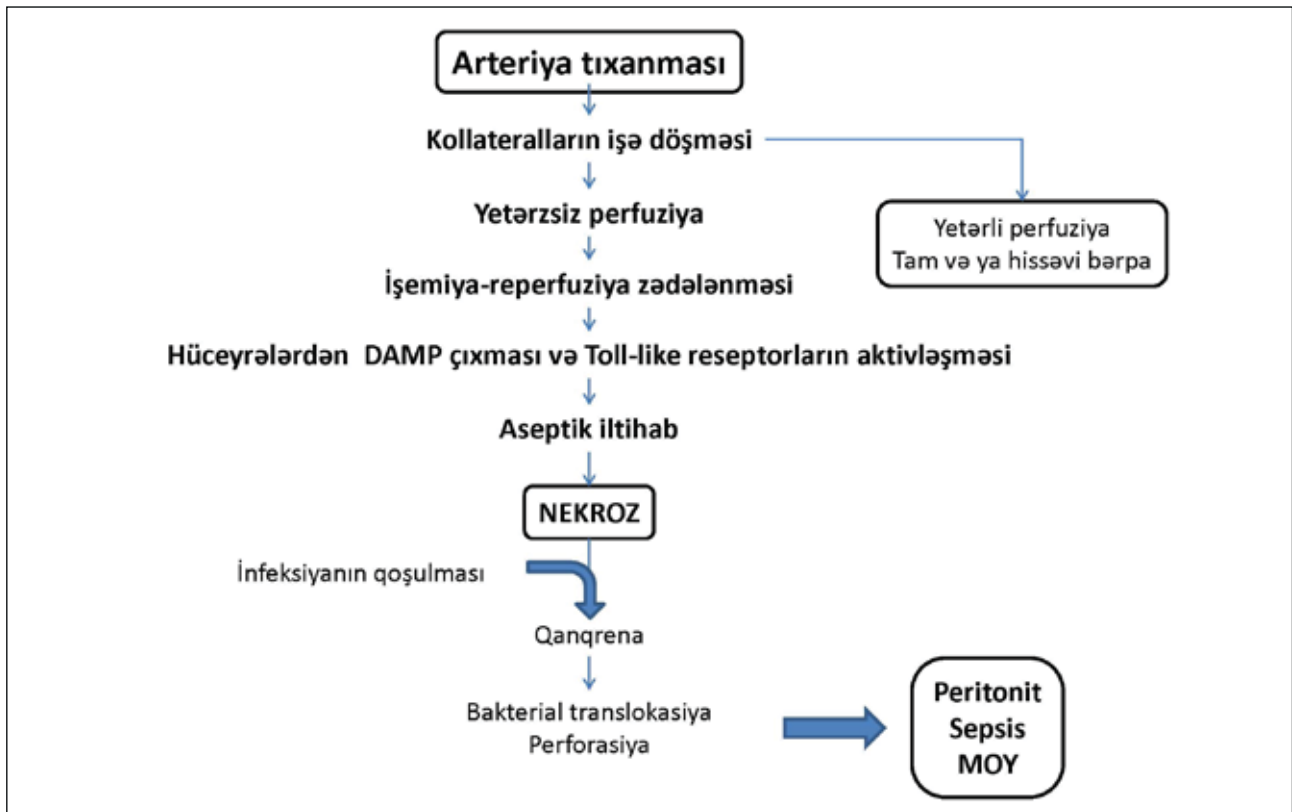 Arteriya tıxanması
Kollateralların işə döşməsi
Yetərzsiz perfuziya
Yetərli perfuziya
Tam və ya hissəvi bərpa
İşemiya-reperfuziya zədələnməsi
Hüceyrələrdən DAMP çıxması və Toll-like reseptorların aktivləşməsi
Aseptik iltihab
NEKROZ
İnfeksiyanın qoşulması
Qanqrena
Bakterial translokasiya
Perforasiya
Peritonit
Sepsis
MOY